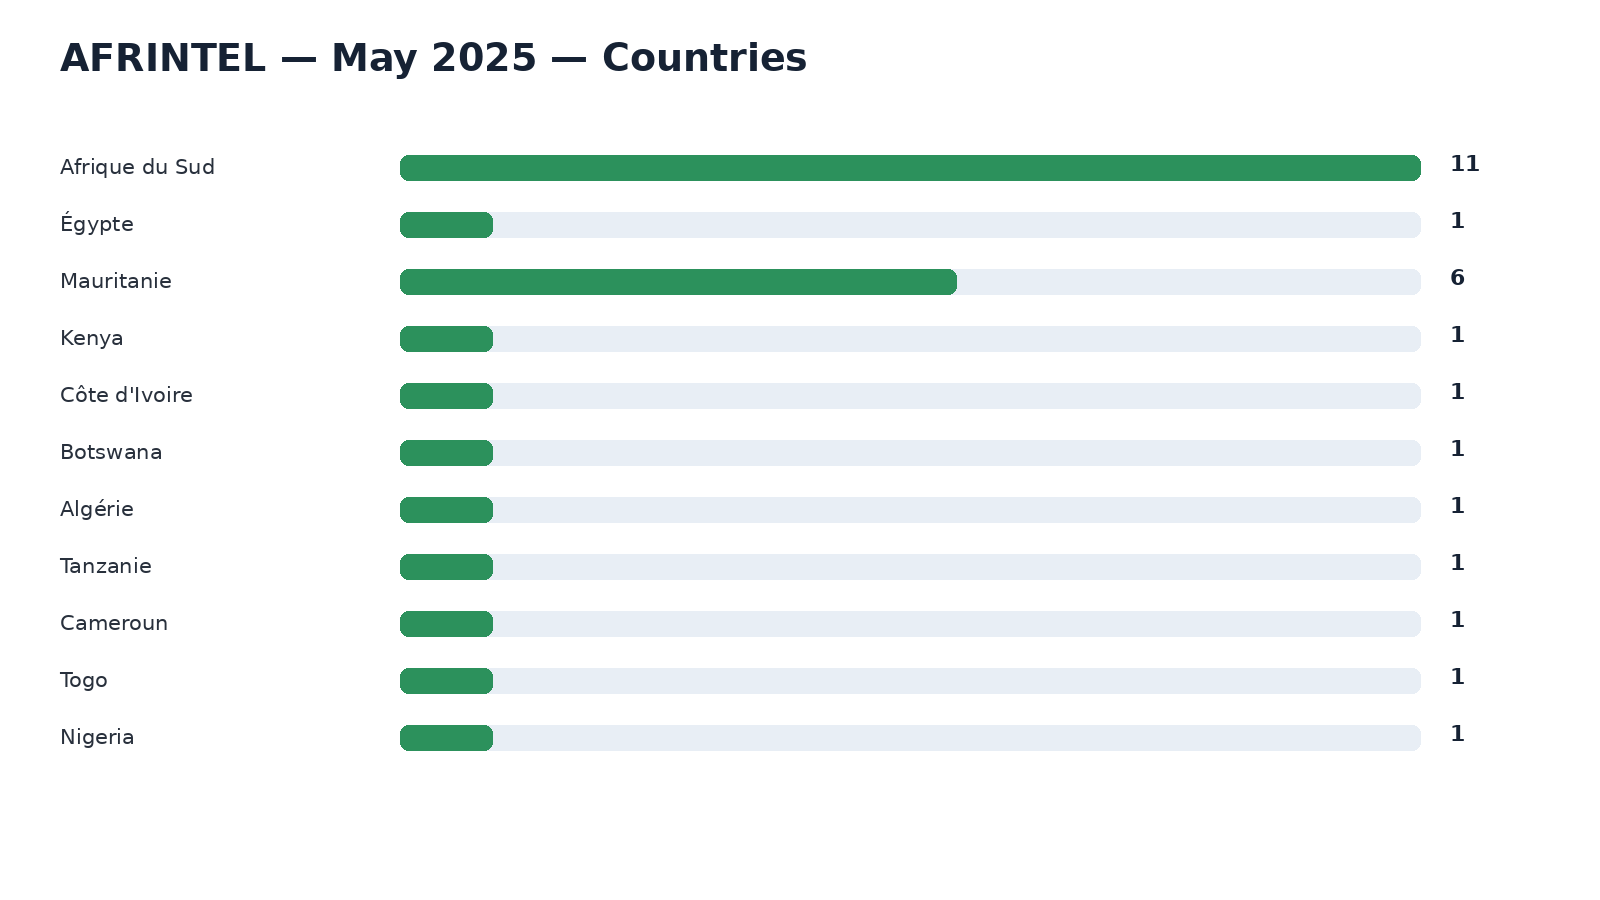 AFRINTEL — May 2025 — Countries
Afrique du Sud 11
Égypte 1
Mauritanie 6
Kenya 1
Côte d'Ivoire 1
Botswana 1
Algérie 1
Tanzanie 1
Cameroun 1
Togo 1
Nigeria 1